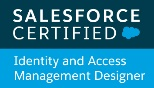 SALESFORCE
CERTIFIED
Identity and Access
Management Designer